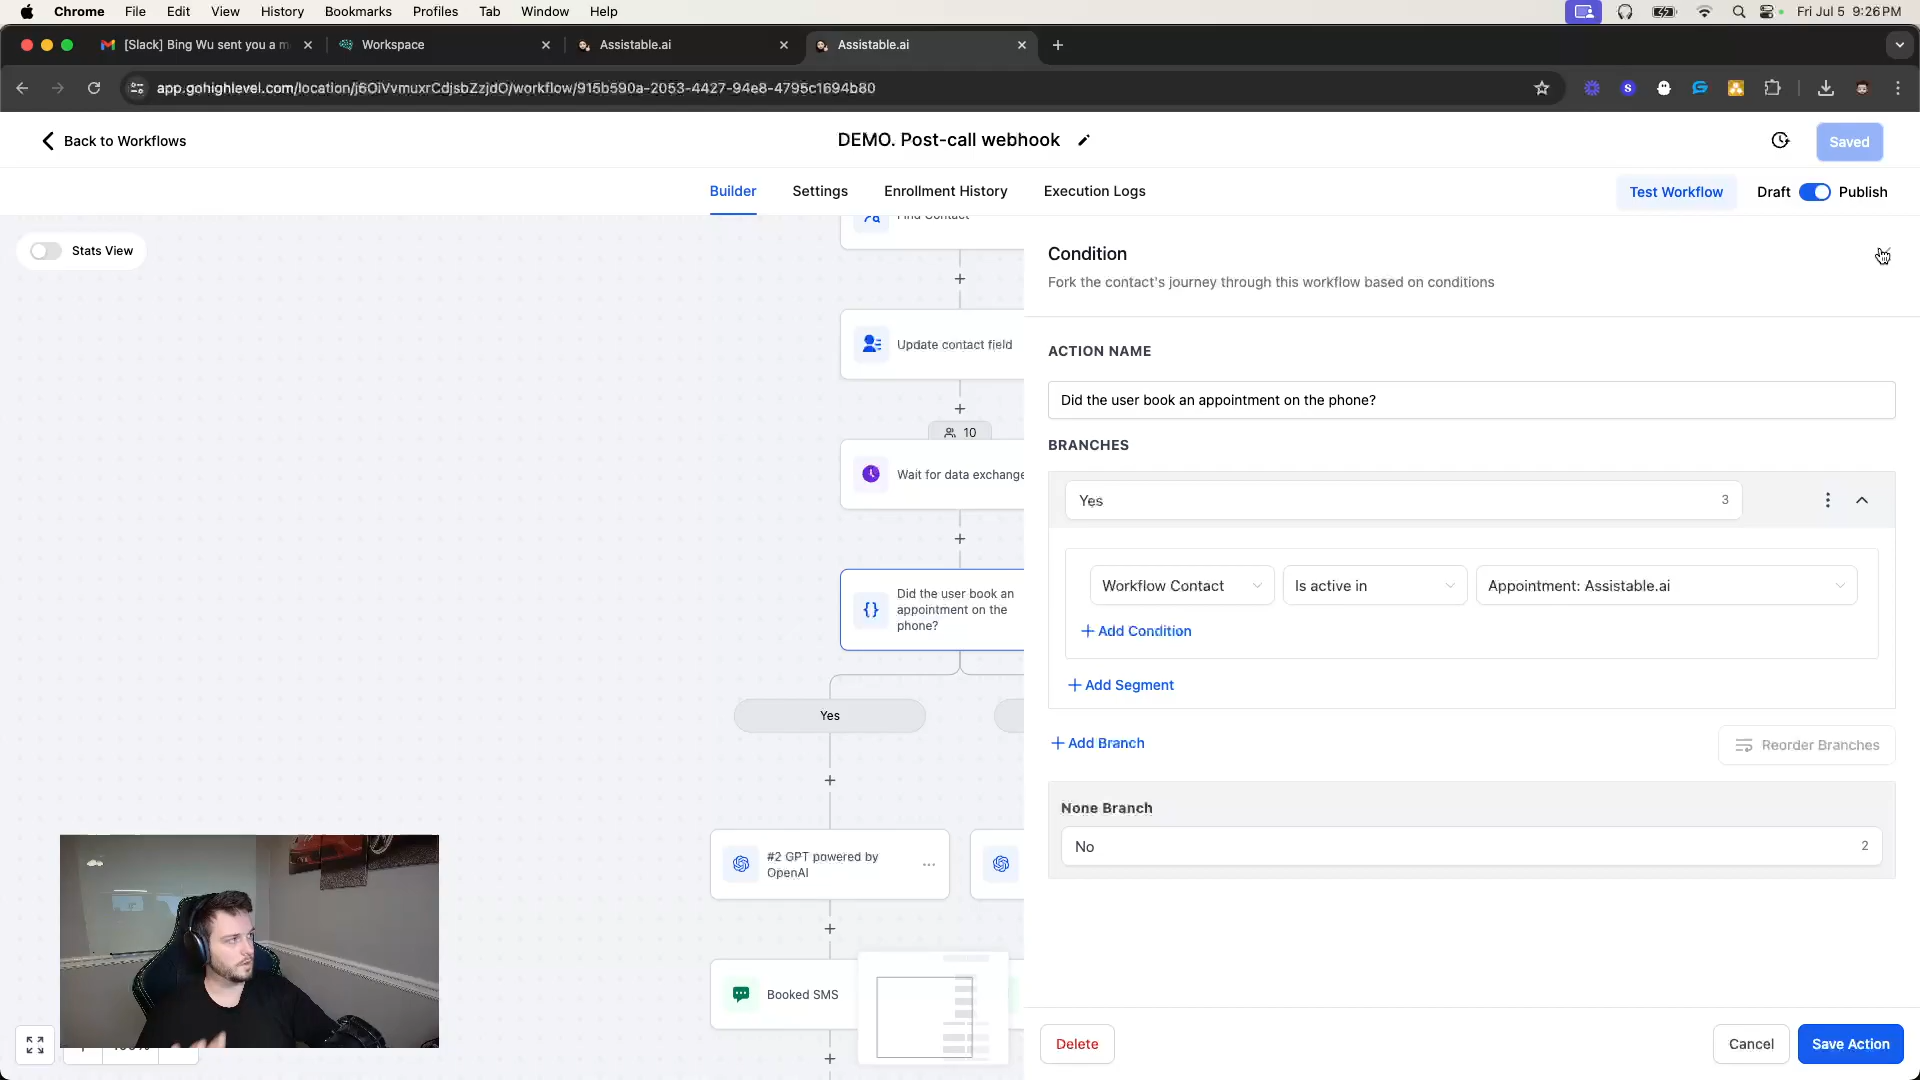 Chrome File Edit View History Bookmarks Profiles Tab Window Help Fri Jul 5 9:26 PM
[Slack] Bing Wu sent you a m Workspace Assistable.ai Assistable.ai
app.gohighlevel.com/location/j6OiVvmuxrCdjsbZzjdO/workflow/915b590a-2053-4427-94e8-4795c1694b80
Back to Workflows
DEMO. Post-call webhook
Saved
Builder Settings Enrollment History Execution Logs
Test Workflow
Draft Publish
Stats View
Find Contact
Update contact field
10
Wait for data exchange
Did the user book an
appointment on the
phone?
Yes
#2 GPT powered by
OpenAI
Booked SMS
Condition
Fork the contact's journey through this workflow based on conditions
ACTION NAME
Did the user book an appointment on the phone?
BRANCHES
Yes 3
Workflow Contact Is active in Appointment: Assistable.ai
+ Add Condition
+ Add Segment
+ Add Branch
Reorder Branches
None Branch
No 2
Delete
Cancel
Save Action